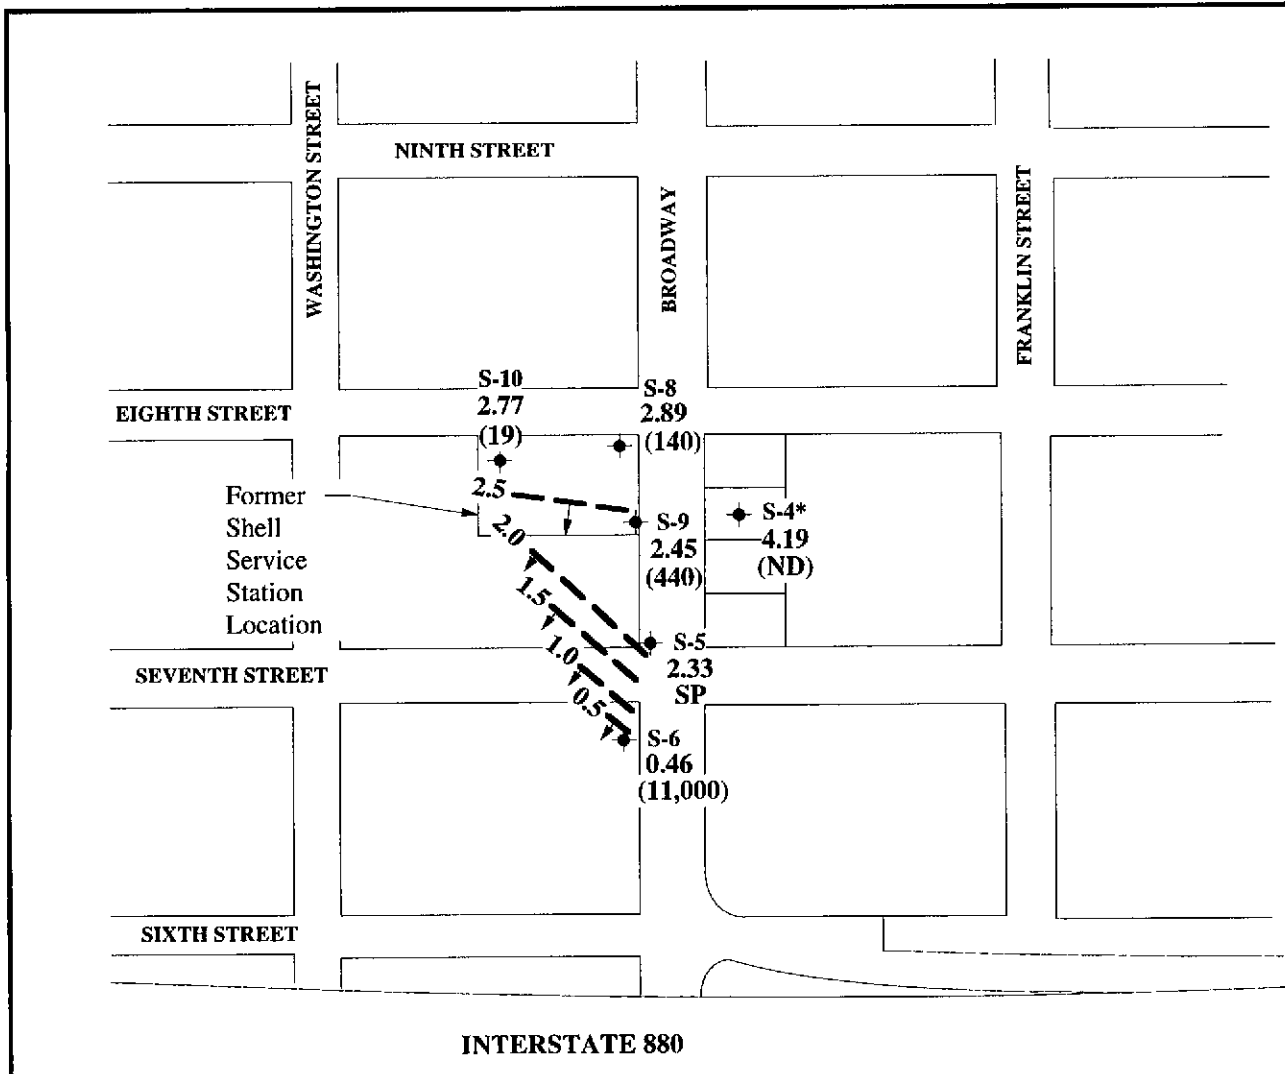 WASHINGTON STREET
NINTH STREET
BROADWAY
FRANKLIN STREET
EIGHTH STREET
S-10
2.77
(19)
S-8
2.89
(140)
2.5
2.0
1.5
1.0
0.5
Former
Shell
Service
Station
Location
S-9
2.45
(440)
S-4*
4.19
(ND)
S-5
2.33
SP
SEVENTH STREET
S-6
0.46
(11,000)
SIXTH STREET
INTERSTATE 880